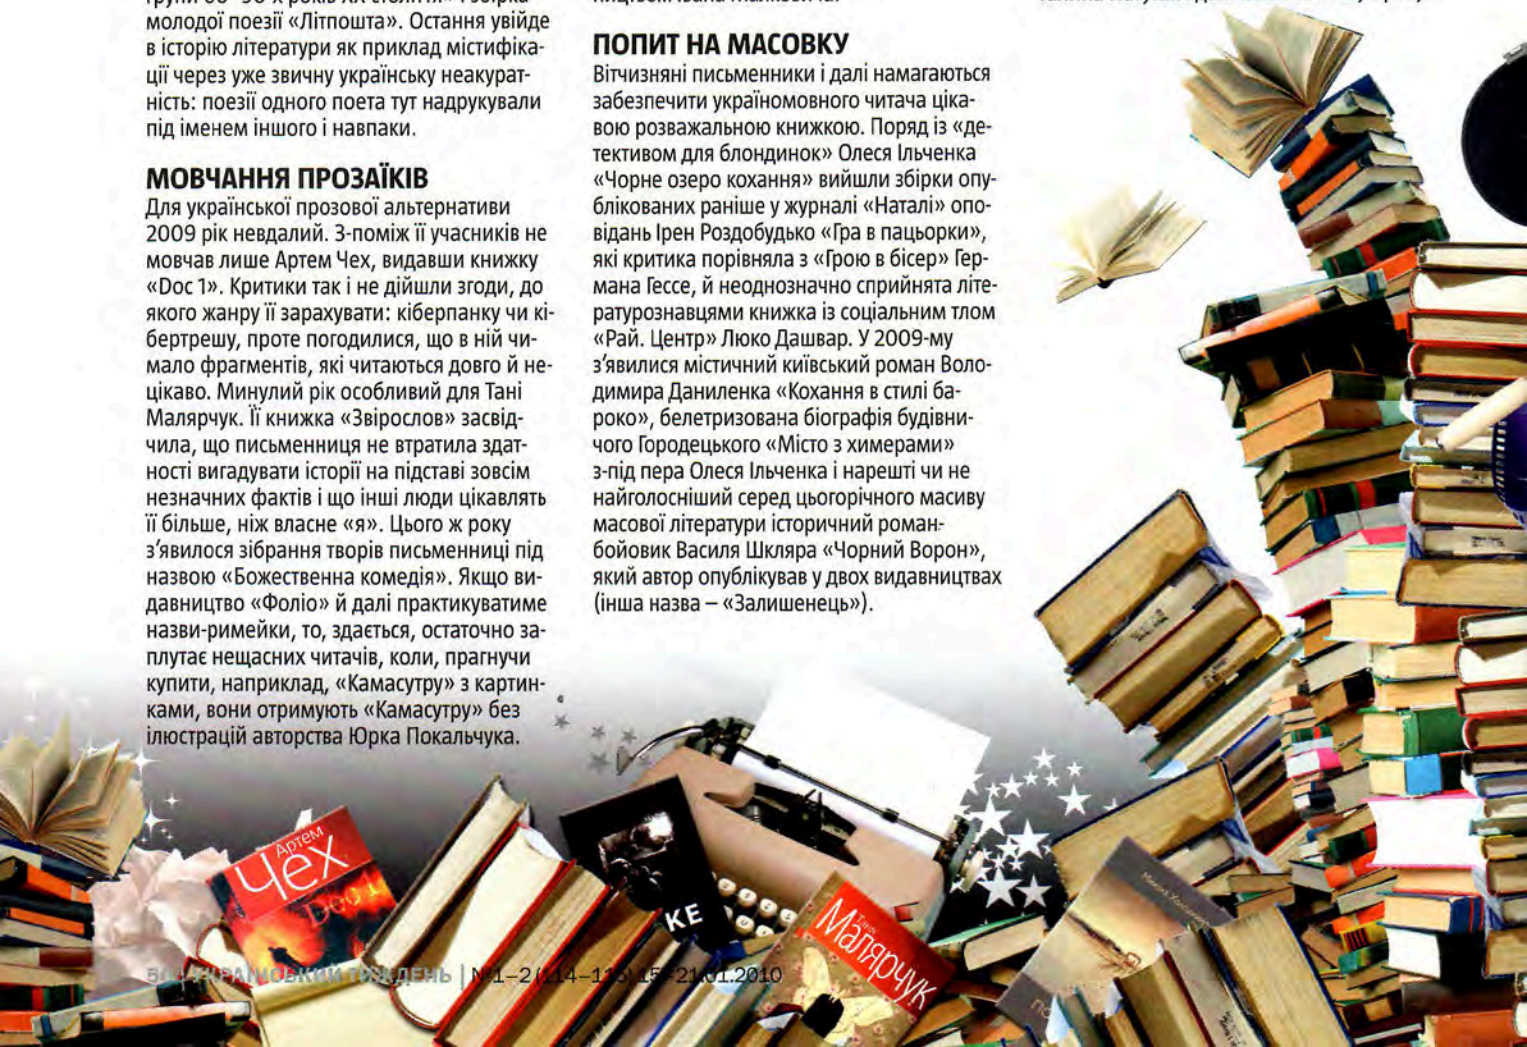 молодої поезії «Літпошта». Остання увійде
в історію літератури як приклад містифіка-
ції через уже звичну українську неакурат-
ність: поезії одного поета тут надрукували
під іменем іншого і навпаки.
МОВЧАННЯ ПРОЗАЇКІВ
Для української прозової альтернативи
2009 рік невдалий. З-поміж її учасників не
мовчав лише Артем Чех, видавши книжку
«Doc 1». Критики так і не дійшли згоди, до
якого жанру її зарахувати: кіберпанку чи кі-
бертрешу, проте погодилися, що в ній чи-
мало фрагментів, які читаються довго й не-
цікаво. Минулий рік особливий для Тані
Малярчук. Її книжка «Звірослов» засвід-
чила, що письменниця не втратила здат-
ності вигадувати історії на підставі зовсім
незначних фактів і що інші люди цікавлять
її більше, ніж власне «я». Цього ж року
з’явилося зібрання творів письменниці під
назвою «Божественна комедія». Якщо ви-
давництво «Фоліо» й далі практикуватиме
назви-римейки, то, здається, остаточно за-
плутає нещасних читачів, коли, прагнучи
купити, наприклад, «Камасутру» з картин-
ками, вони отримують «Камасутру» без
ілюстрацій авторства Юрка Покальчука.
ПОПИТ НА МАСОВКУ
Вітчизняні письменники і далі намагаються
забезпечити україномовного читача ціка-
вою розважальною книжкою. Поряд із «де-
тективом для блондинок» Олеся Ільченка
«Чорне озеро кохання» вийшли збірки опу-
блікованих раніше у журналі «Наталі» опо-
відань Ірен Роздобудько «Гра в пацьорки»,
які критика порівняла з «Грою в бісер» Гер-
мана Гессе, й неоднозначно сприйнята літе-
ратурознавцями книжка із соціальним тлом
«Рай. Центр» Люко Дашвар. У 2009-му
з’явилися містичний київський роман Воло-
димира Даниленка «Кохання в стилі ба-
роко», белетризована біографія будівни-
чого Городецького «Місто з химерами»
з-під пера Олеся Ільченка і нарешті чи не
найголосніший серед цьогорічного масиву
масової літератури історичний роман-
бойовик Василя Шкляра «Чорний Ворон»,
який автор опублікував у двох видавництвах
(інша назва – «Залишенець»).
Артем
Чех
Doc 1
КЕ
Таня
Малярчук
УКРАЇНСЬКИЙ ТИЖДЕНЬ | №1–2 (114–115) 15–21.01.2010